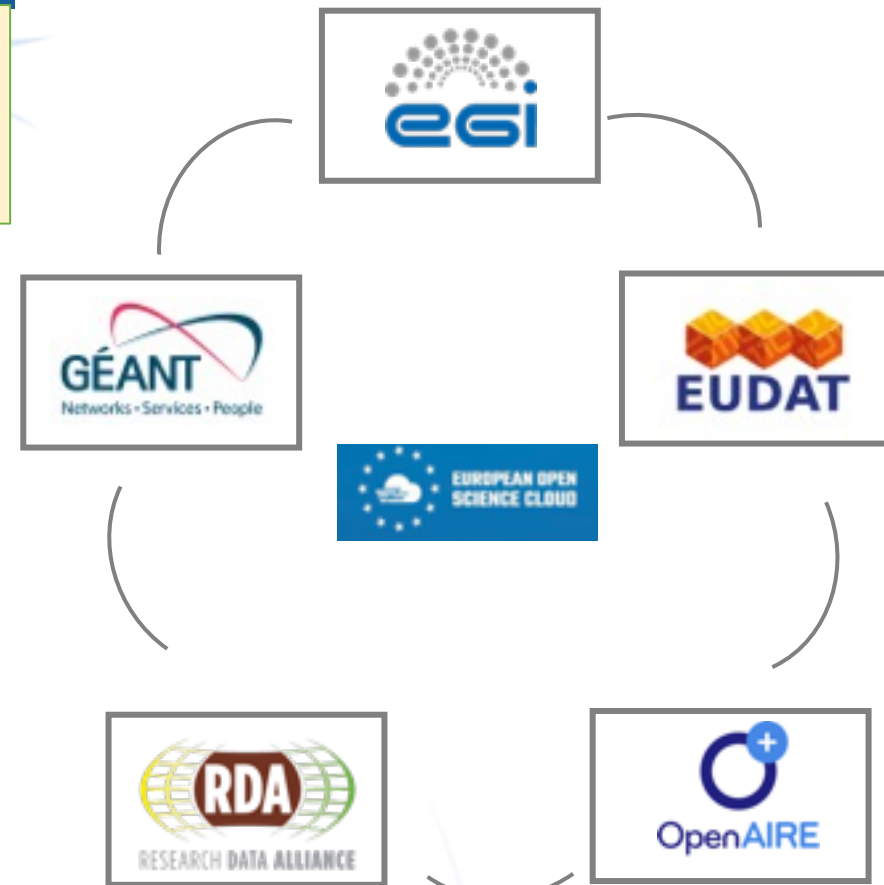 egi
GÉANT
Networks • Services • People
EUDAT
EUROPEAN OPEN
SCIENCE CLOUD
RDA
RESEARCH DATA ALLIANCE
OpenAIRE